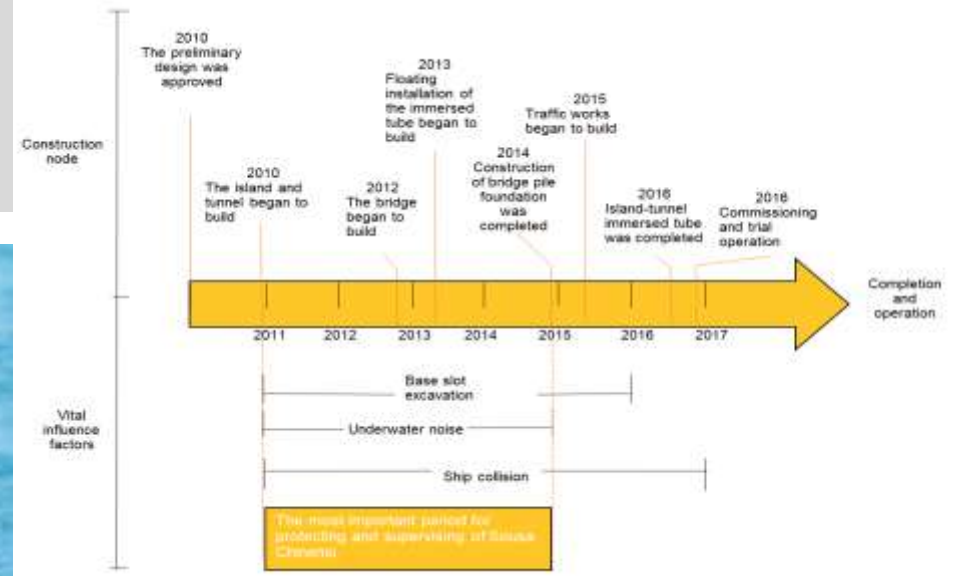 2010
The preliminary
design was
approved
2013
Floating
installation of
the immersed
tube began to
build
2015
Traffic works
began to build
Construction
node
2010
The island and
tunnel began to
build
2012
The bridge
began to
build
2014
Construction
of bridge pile
foundation
was
completed
2016
Island-tunnel
immersed tube
was completed
2016
Commissioning
and trial
operation
Completion
and
operation
2011 2012 2013 2014 2015 2016 2017
Vital
influence
factors
Base slot
excavation
Underwater noise
Ship collision
The most important period for
protecting and supervising of Sousa